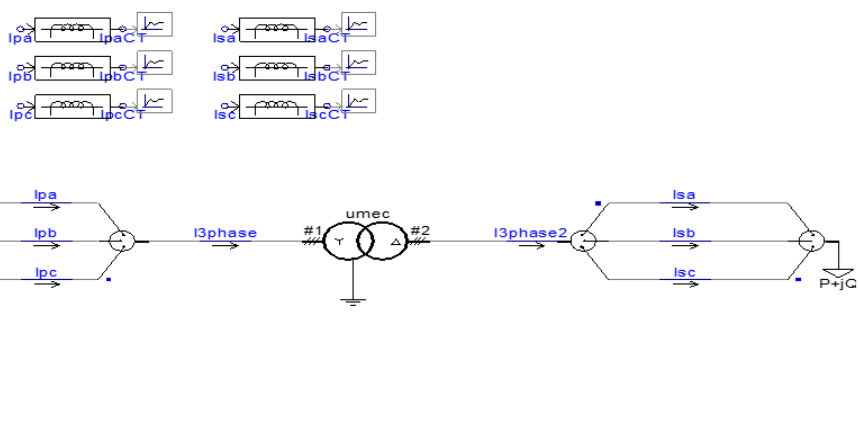 Ipa IpaCT Isa IsaCT
Ipb IpbCT Isb IsbCT
Ipc IpcCT Isc IscCT
Ipa Isa
umec
Ipb I3phase #1 #2 I3phase2 Isb
Ipc Isc
P+jQ